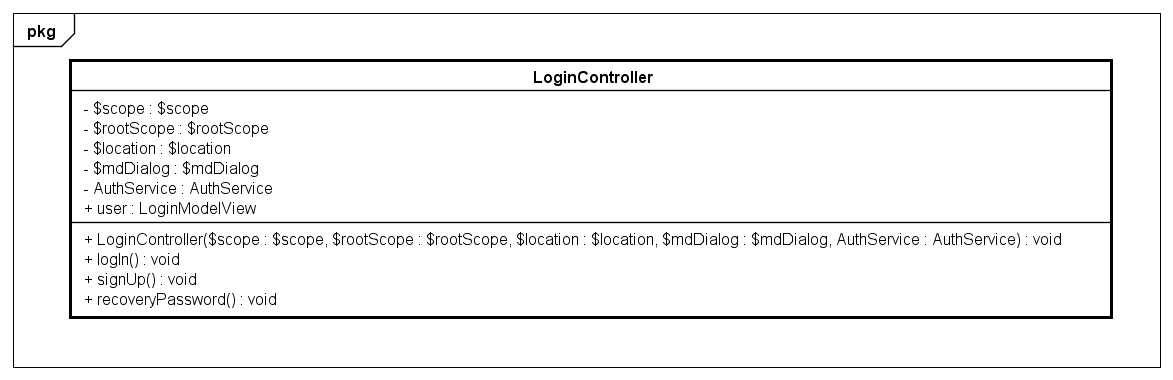 pkg
LoginController
- $scope : $scope
- $rootScope : $rootScope
- $location : $location
- $mdDialog : $mdDialog
- AuthService : AuthService
+ user : LoginModelView
+ LoginController($scope : $scope, $rootScope : $rootScope, $location : $location, $mdDialog : $mdDialog, AuthService : AuthService) : void
+ logIn() : void
+ signUp() : void
+ recoveryPassword() : void